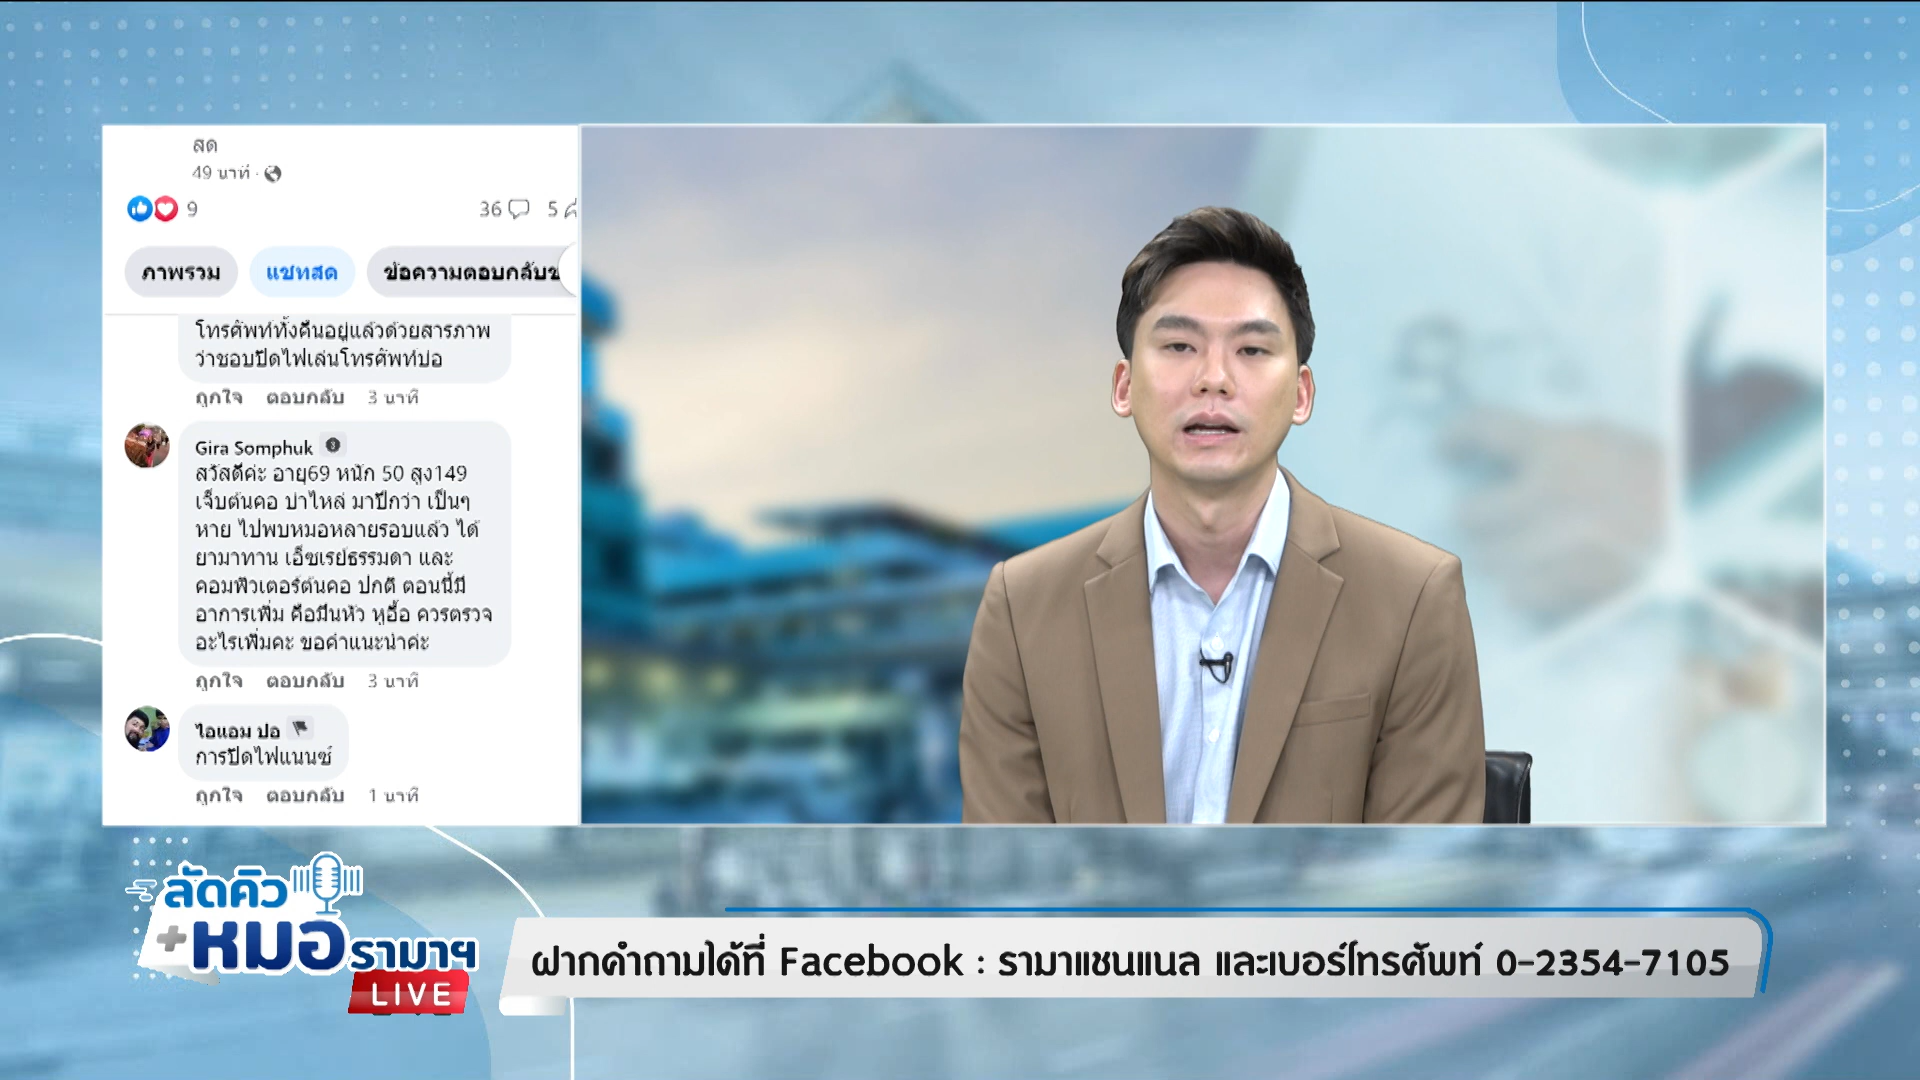 สด
49 นาที ·
9
36
5
ภาพรวม
แชทสด
ข้อความตอบกลับข
โทรศัพท์ทั้งคืนอยู่แล้วด้วยสารภาพ
ว่าชอบปิดไฟเล่นโทรศัพท์บ่อ
ถูกใจ ตอบกลับ 3 นาที
Gira Somphuk
สวัสดีค่ะ อายุ69 หนัก 50 สูง149
เจ็บต้นคอ บ่าไหล่ มาปีกว่า เป็นๆ
หาย ไปพบหมอหลายรอบแล้ว ได้
ยามาทาน เอ็ซเรย์ธรรมดา และ
คอมพิวเตอร์ต้นคอ ปกติ ตอนนี้มี
อาการเพิ่ม คือมึนหัว หูอื้อ ควรตรวจ
อะไรเพิ่มคะ ขอคำแนะนำค่ะ
ถูกใจ ตอบกลับ 3 นาที
ไอแอม ปอ
การปิดไฟแนนซ์
ถูกใจ ตอบกลับ 1 นาที
ลัดคิว
หมอรามาฯ
LIVE
ฝากคำถามได้ที่ Facebook : รามาแชนแนล และเบอร์โทรศัพท์ 0-2354-7105